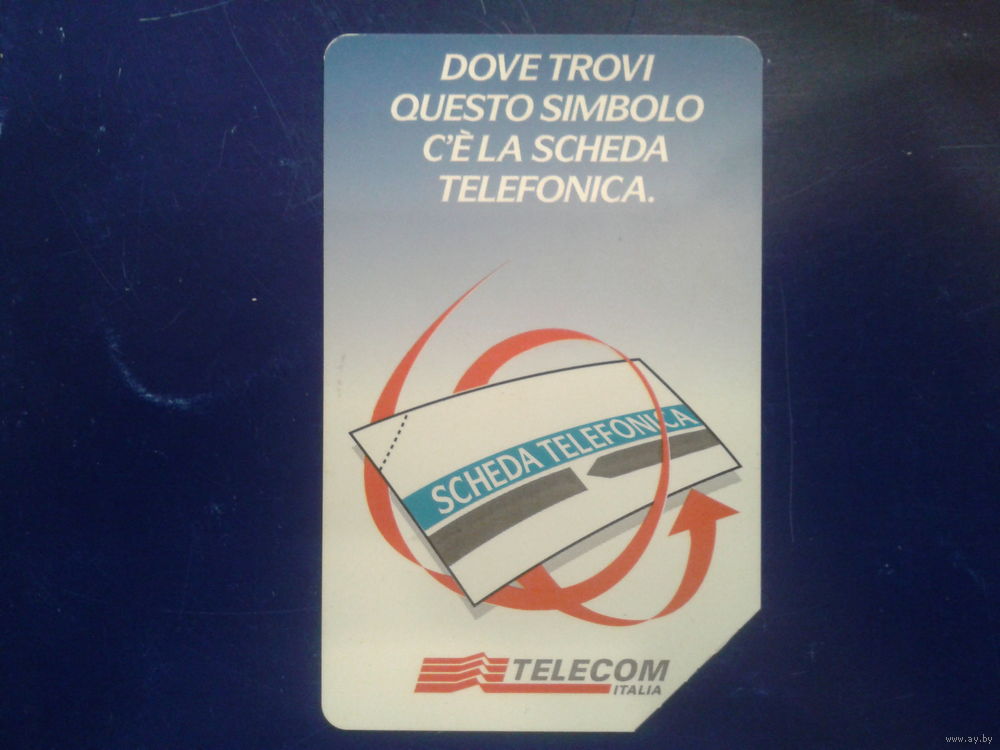 DOVE TROVI
QUESTO SIMBOLO
C'È LA SCHEDA
TELEFONICA.
SCHEDA TELEFONICA
TELECOM
ITALIA
www.ay.by